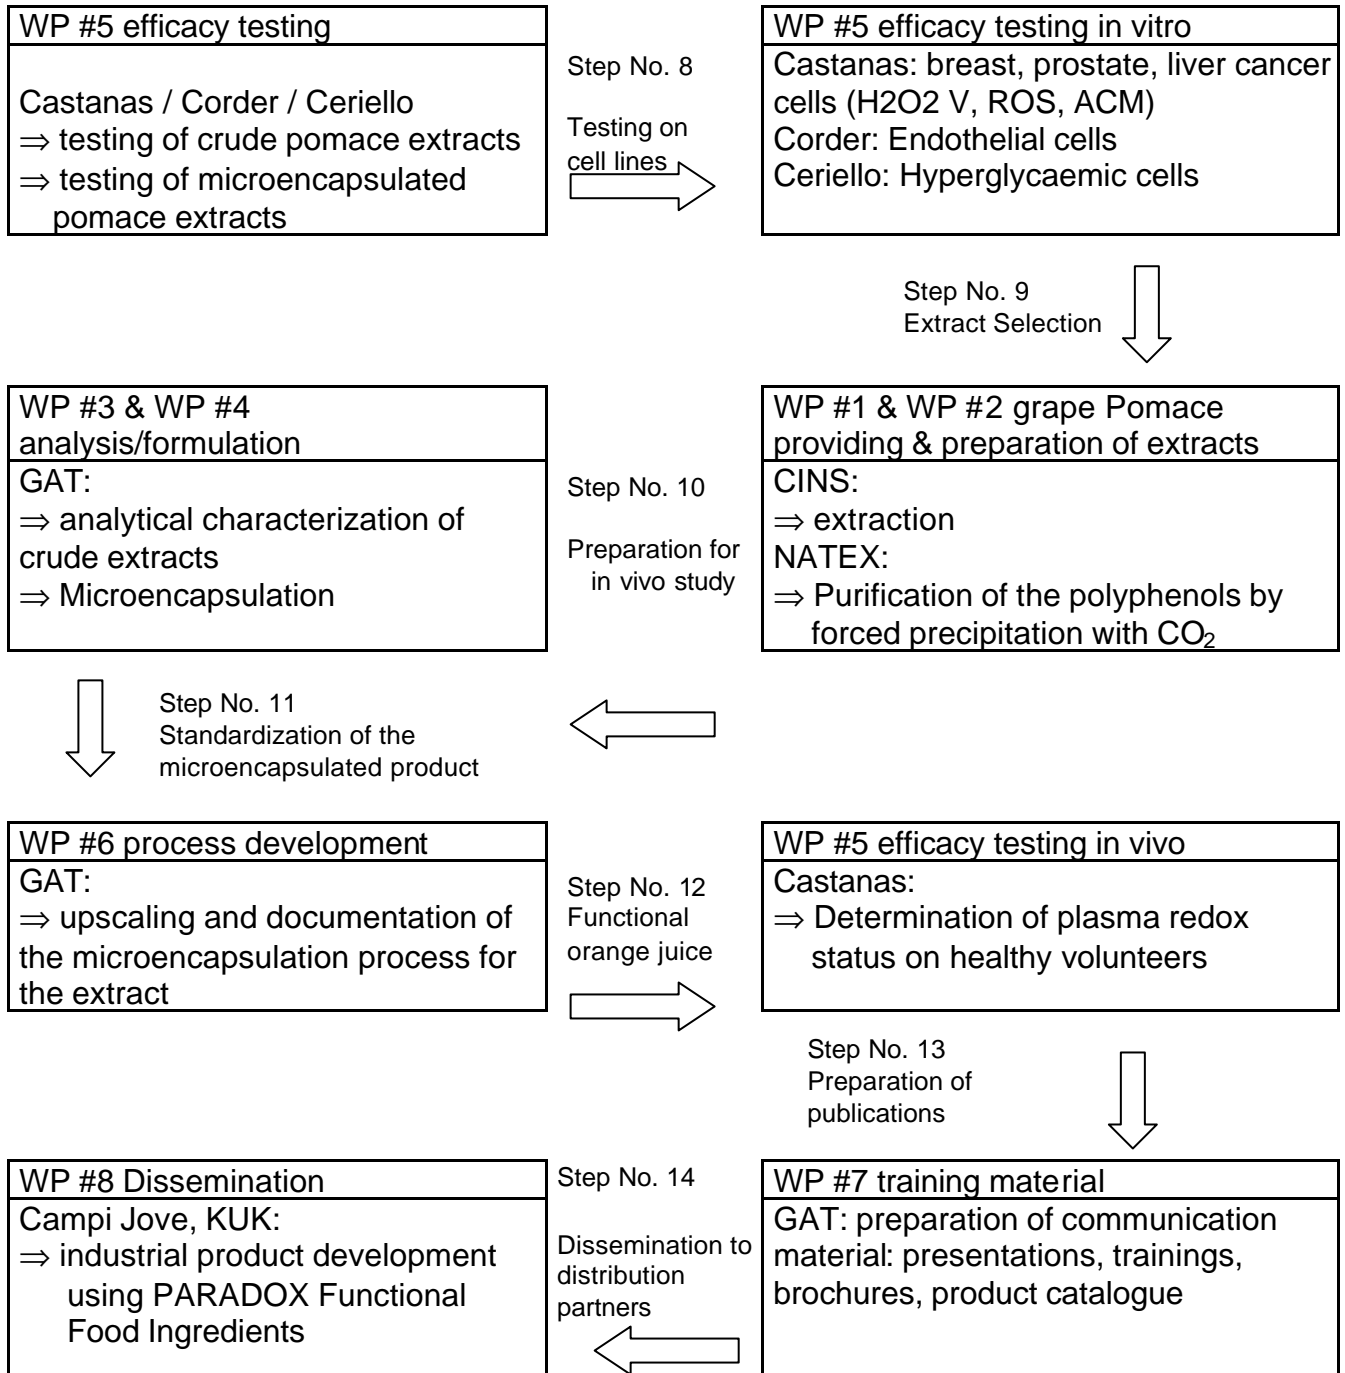 WP #5 efficacy testing
Castanas / Corder / Ceriello
⇒ testing of crude pomace extracts
⇒ testing of microencapsulated
pomace extracts
Step No. 8
Testing on
cell lines
WP #5 efficacy testing in vitro
Castanas: breast, prostate, liver cancer
cells (H2O2 V, ROS, ACM)
Corder: Endothelial cells
Ceriello: Hyperglycaemic cells
Step No. 9
Extract Selection
WP #1 & WP #2 grape Pomace
providing & preparation of extracts
CINS:
⇒ extraction
NATEX:
⇒ Purification of the polyphenols by
forced precipitation with CO₂
Step No. 10
Preparation for
in vivo study
WP #3 & WP #4
analysis/formulation
GAT:
⇒ analytical characterization of
crude extracts
⇒ Microencapsulation
Step No. 11
Standardization of the
microencapsulated product
WP #6 process development
GAT:
⇒ upscaling and documentation of
the microencapsulation process for
the extract
Step No. 12
Functional
orange juice
WP #5 efficacy testing in vivo
Castanas:
⇒ Determination of plasma redox
status on healthy volunteers
Step No. 13
Preparation of
publications
WP #7 training material
GAT: preparation of communication
material: presentations, trainings,
brochures, product catalogue
Step No. 14
Dissemination to
distribution
partners
WP #8 Dissemination
Campi Jove, KUK:
⇒ industrial product development
using PARADOX Functional
Food Ingredients